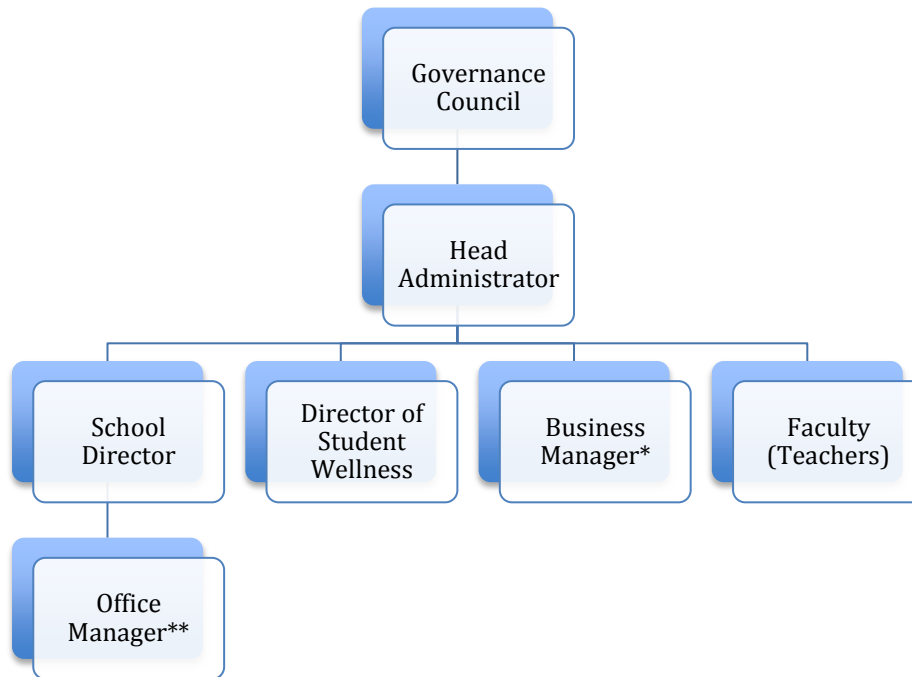 Governance
Council
Head
Administrator
School
Director
Director of
Student
Wellness
Business
Manager*
Faculty
(Teachers)
Office
Manager**